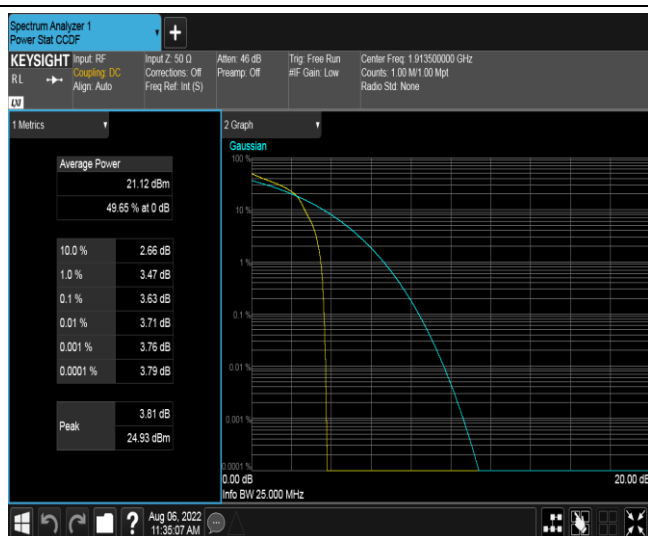 Spectrum Analyzer 1
Power Stat CCDF
+
KEYSIGHT
RL
LXI
Input: RF
Coupling: DC
Align: Auto
Input Z: 50 Ω
Corrections: Off
Freq Ref: Int (S)
Atten: 46 dB
Preamp: Off
Trig: Free Run
#IF Gain: Low
Center Freq: 1.913500000 GHz
Counts: 1.00 M/1.00 Mpt
Radio Std: None
1 Metrics
Average Power
21.12 dBm
49.65 % at 0 dB
10.0 % 2.66 dB
1.0 % 3.47 dB
0.1 % 3.63 dB
0.01 % 3.71 dB
0.001 % 3.76 dB
0.0001 % 3.79 dB
Peak
3.81 dB
24.93 dBm
2 Graph
Gaussian
100 %
10 %
1 %
0.1 %
0.01 %
0.001 %
0.0001 %
0.00 dB 20.00 dB
Info BW 25.000 MHz
?
Aug 06, 2022
11:35:07 AM